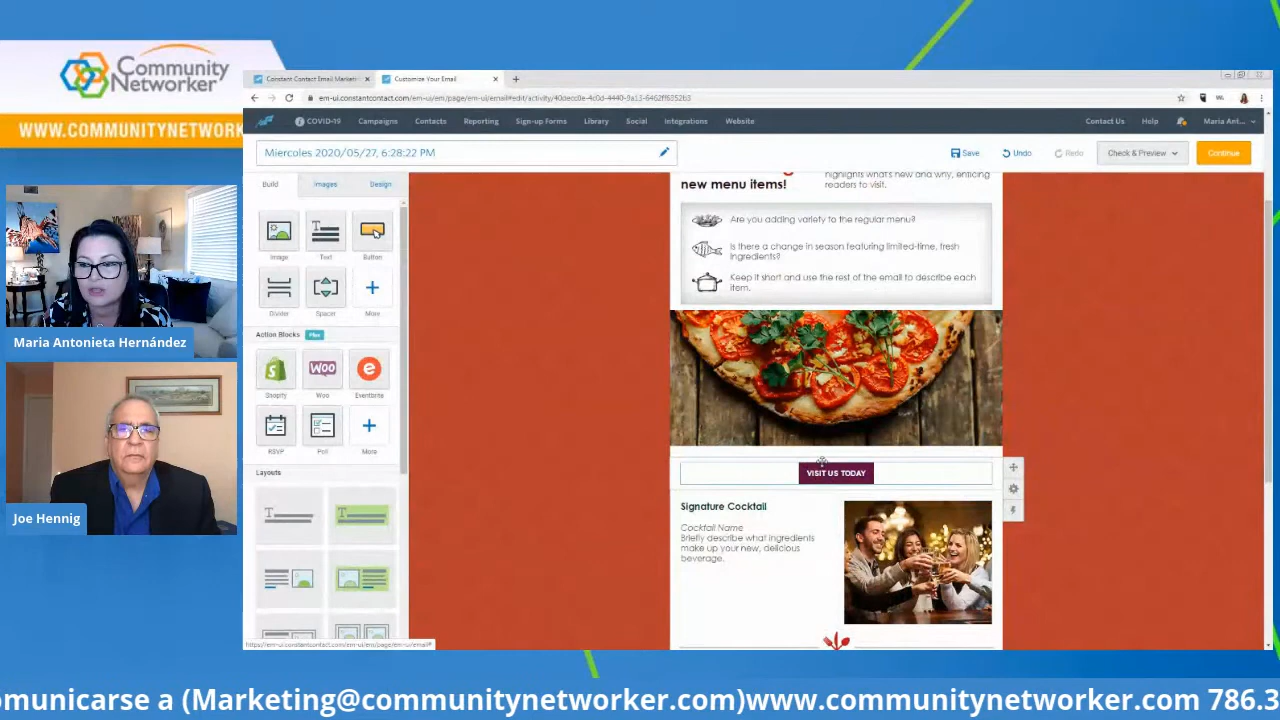 Community
Networker
WWW.COMMUNITYNETWORK
Maria Antonieta Hernández
Joe Hennig
Constant Contact Email Marketi
Customize Your Email
COVID-19
Campaigns
Contacts
Reporting
Sign-up Forms
Library
Social
Integrations
Website
Contact Us
Help
Maria Ant...
Miercoles 2020/05/27, 6:28:22 PM
Save
Undo
Redo
Check & Preview
Continue
Build
Images
Design
Image
Text
Button
Divider
Spacer
More
Action Blocks
Plus
WOO
Shopify
Woo
Eventbrite
RSVP
Poll
More
Layouts
new menu items!
highlights what's new and why, enticing
readers to visit.
Are you adding variety to the regular menu?
Is there a change in season featuring limited-time, fresh
ingredients?
Keep it short and use the rest of the email to describe each
item.
VISIT US TODAY
Signature Cocktail
Cocktail Name
Briefly describe what ingredients
make up your new, delicious
beverage.
omunicarse a (Marketing@communitynetworker.com)www.communitynetworker.com 786.3